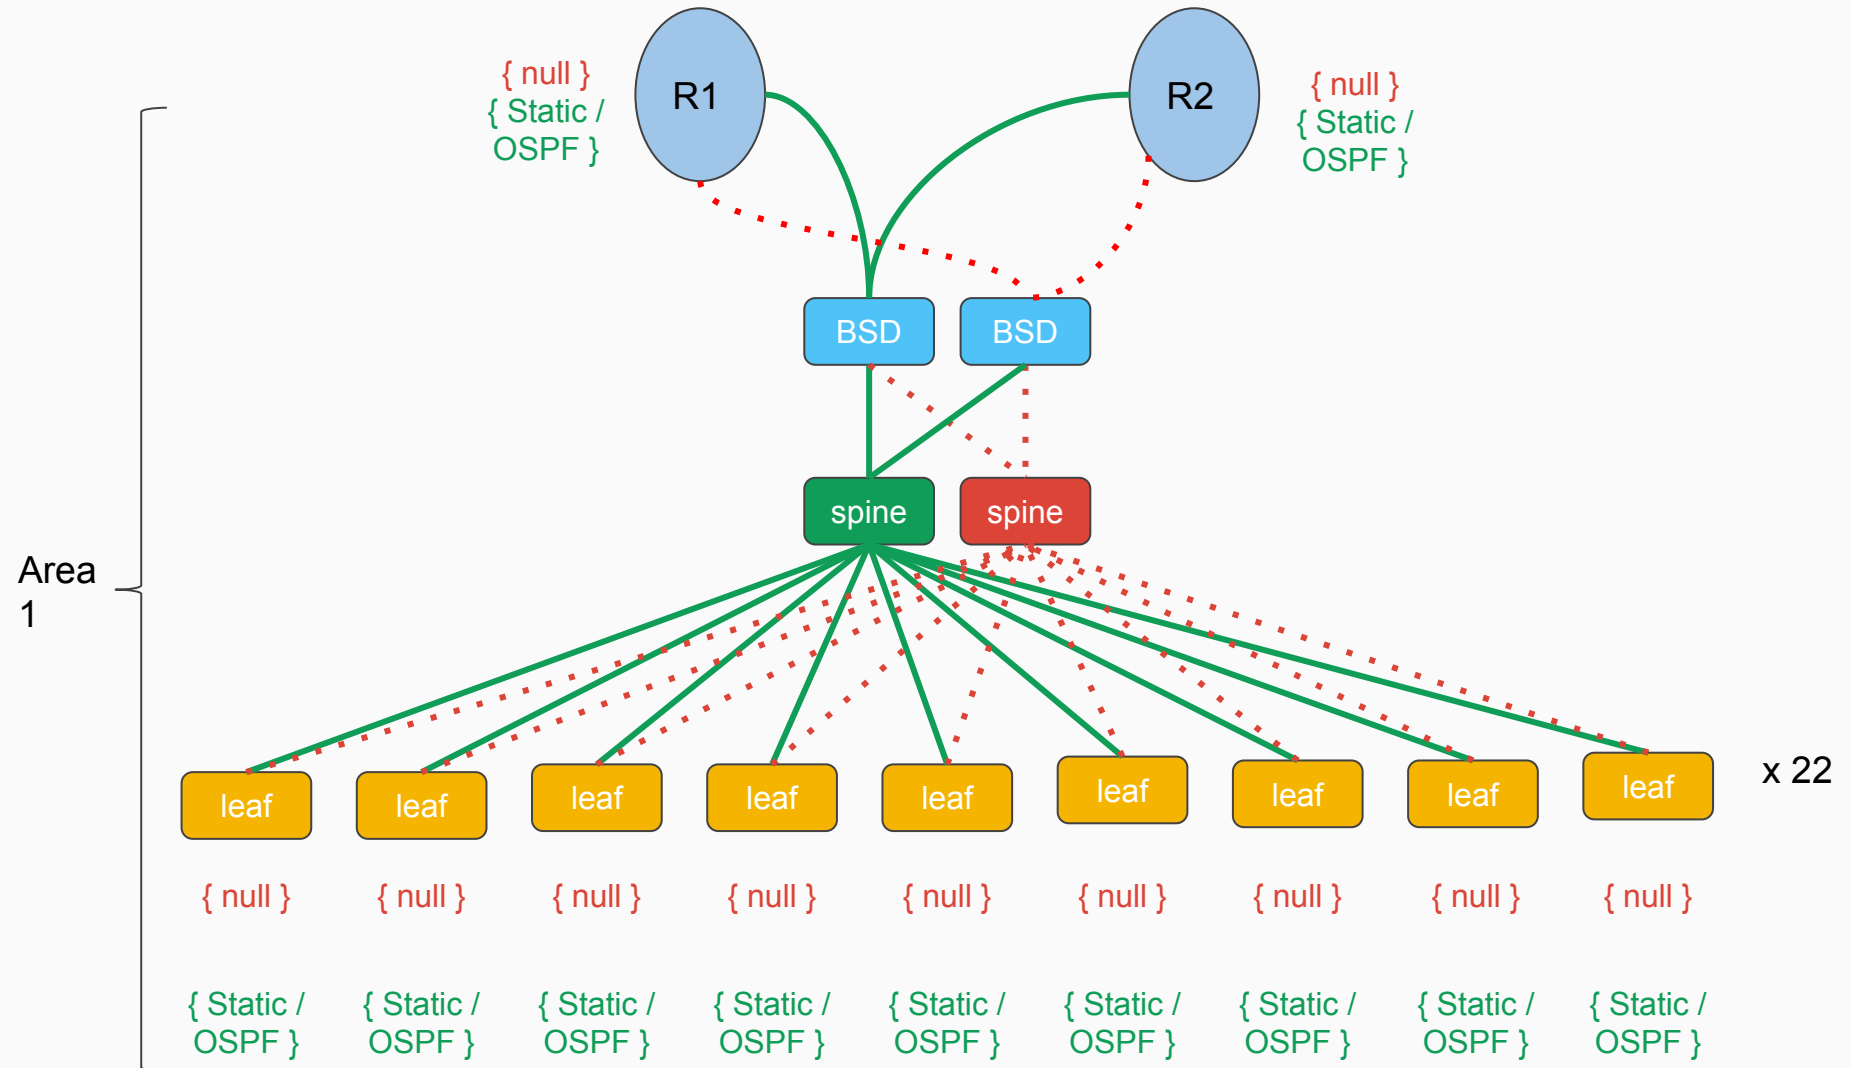 { null }
{ Static /
OSPF }
R1
R2
{ null }
{ Static /
OSPF }
BSD
BSD
spine
spine
Area
1
leaf
leaf
leaf
leaf
leaf
leaf
leaf
leaf
leaf
x 22
{ null }
{ null }
{ null }
{ null }
{ null }
{ null }
{ null }
{ null }
{ null }
{ Static /
OSPF }
{ Static /
OSPF }
{ Static /
OSPF }
{ Static /
OSPF }
{ Static /
OSPF }
{ Static /
OSPF }
{ Static /
OSPF }
{ Static /
OSPF }
{ Static /
OSPF }